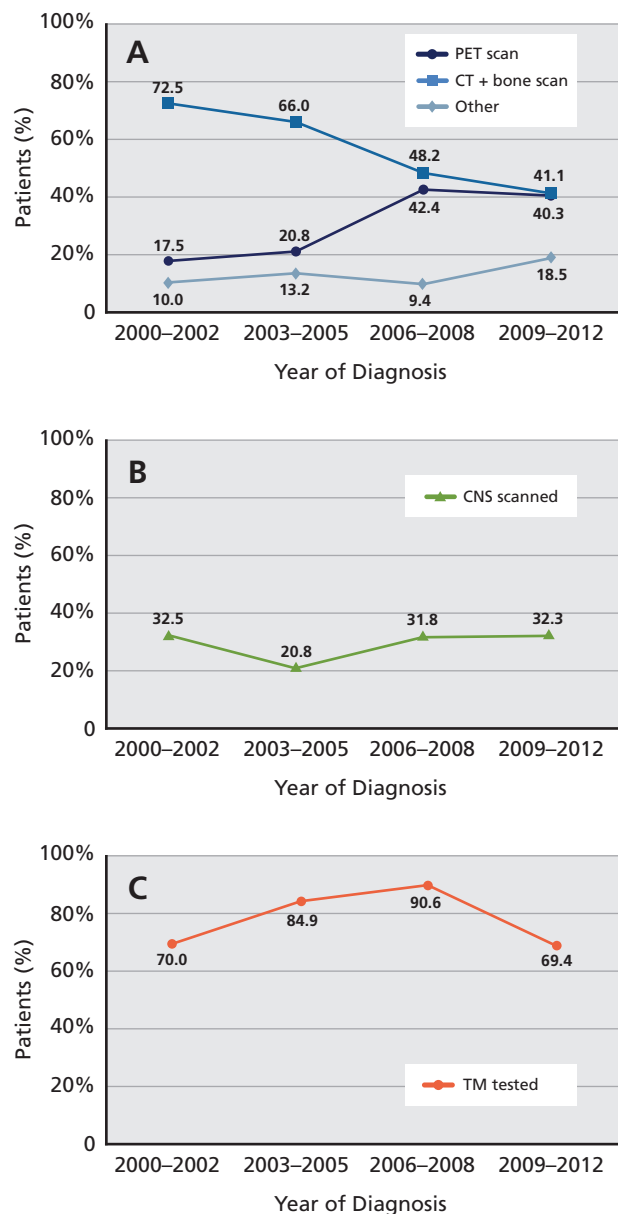 100%
A
PET scan
CT + bone scan
Other
80%
72.5
66.0
60%
48.2
41.1
40%
42.4
40.3
20%
17.5
20.8
10.0
13.2
9.4
18.5
0
Patients (%)
2000–2002 2003–2005 2006–2008 2009–2012
Year of Diagnosis
100%
B
80%
CNS scanned
60%
40%
32.5
20.8
31.8
32.3
20%
0
Patients (%)
2000–2002 2003–2005 2006–2008 2009–2012
Year of Diagnosis
100%
C
80%
70.0
84.9
90.6
69.4
60%
40%
20%
TM tested
0
Patients (%)
2000–2002 2003–2005 2006–2008 2009–2012
Year of Diagnosis